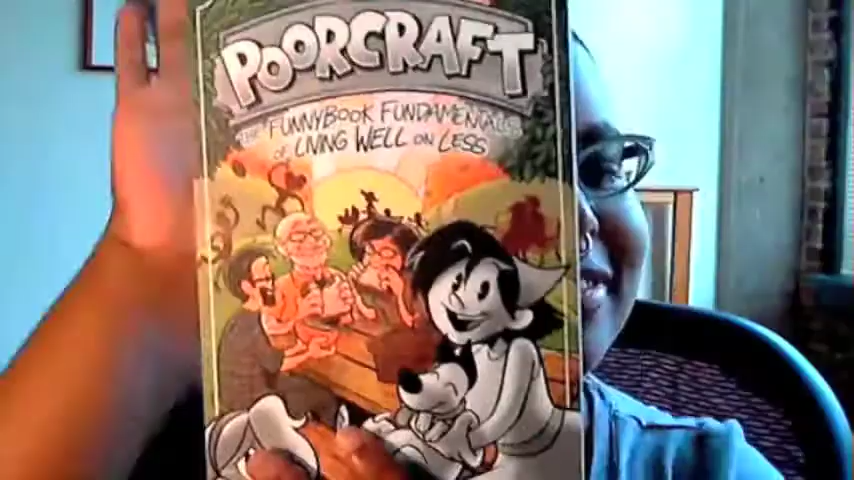 POORCRAFT
THE FUNNYBOOK FUNDAMENTALS
OF LIVING WELL ON LESS